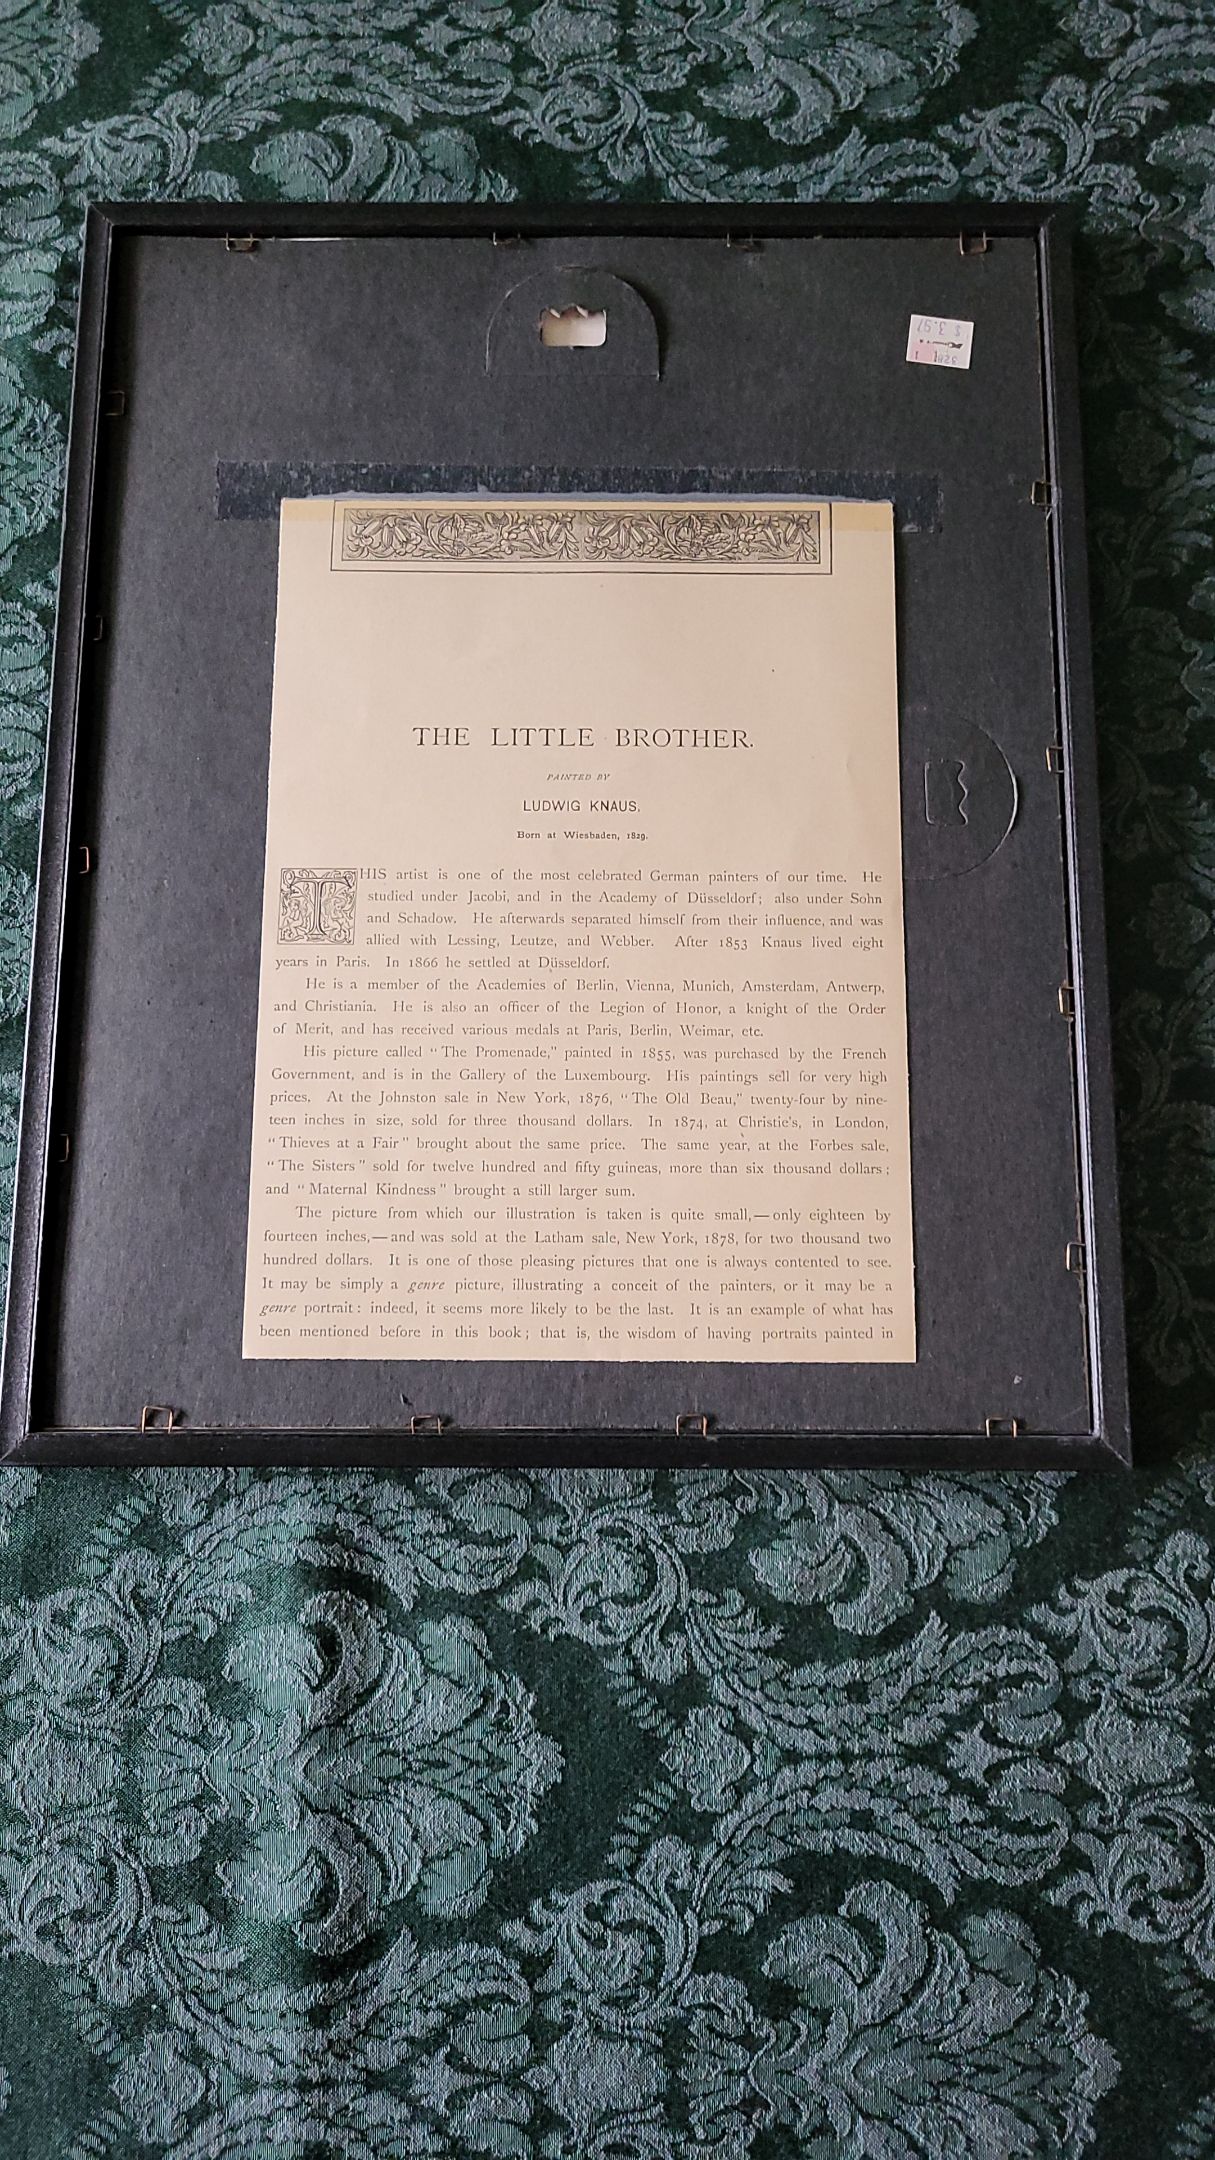 $ 3.97
3281 1
THE LITTLE BROTHER.
PAINTED BY
LUDWIG KNAUS.
Born at Wiesbaden, 1829.
THIS artist is one of the most celebrated German painters of our time. He
studied under Jacobi, and in the Academy of Düsseldorf; also under Sohn
and Schadow. He afterwards separated himself from their influence, and was
allied with Lessing, Leutze, and Webber. After 1853 Knaus lived eight
years in Paris. In 1866 he settled at Düsseldorf.
He is a member of the Academies of Berlin, Vienna, Munich, Amsterdam, Antwerp,
and Christiania. He is also an officer of the Legion of Honor, a knight of the Order
of Merit, and has received various medals at Paris, Berlin, Weimar, etc.
His picture called “The Promenade,” painted in 1855, was purchased by the French
Government, and is in the Gallery of the Luxembourg. His paintings sell for very high
prices. At the Johnston sale in New York, 1876, “The Old Beau,” twenty-four by nine-
teen inches in size, sold for three thousand dollars. In 1874, at Christie's, in London,
“Thieves at a Fair” brought about the same price. The same year, at the Forbes sale,
“The Sisters” sold for twelve hundred and fifty guineas, more than six thousand dollars;
and “Maternal Kindness” brought a still larger sum.
The picture from which our illustration is taken is quite small,—only eighteen by
fourteen inches,—and was sold at the Latham sale, New York, 1878, for two thousand two
hundred dollars. It is one of those pleasing pictures that one is always contented to see.
It may be simply a genre picture, illustrating a conceit of the painters, or it may be a
genre portrait: indeed, it seems more likely to be the last. It is an example of what has
been mentioned before in this book; that is, the wisdom of having portraits painted in